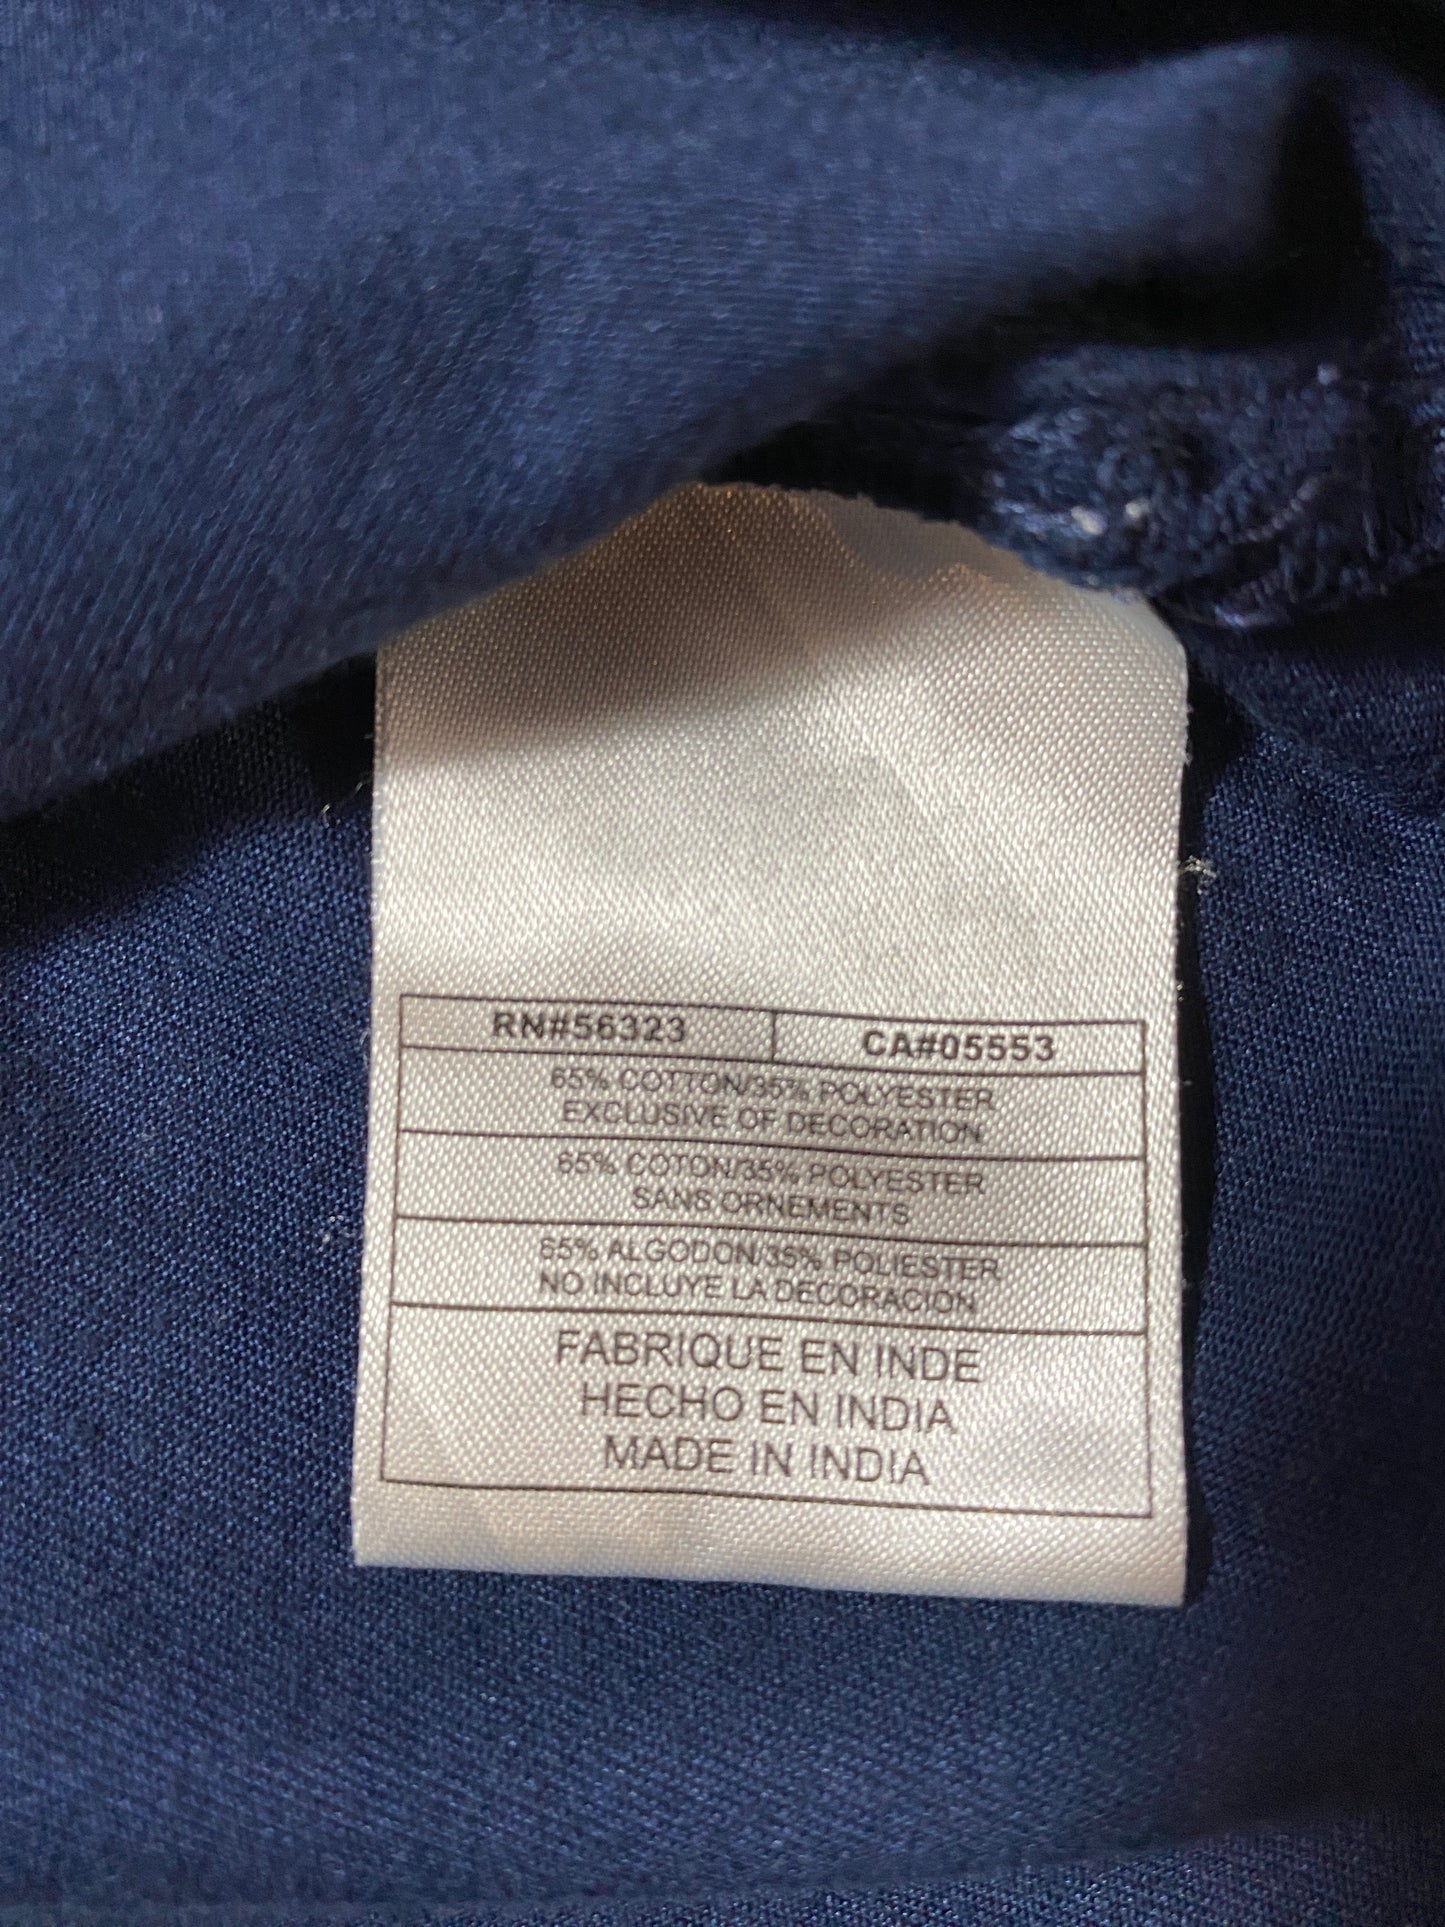 RN#56323 CA#05553
65% COTTON/35% POLYESTER
EXCLUSIVE OF DECORATION
65% COTON/35% POLYESTER
SANS ORNEMENTS
65% ALGODON/35% POLIESTER
NO INCLUYE LA DECORACION
FABRIQUE EN INDE
HECHO EN INDIA
MADE IN INDIA